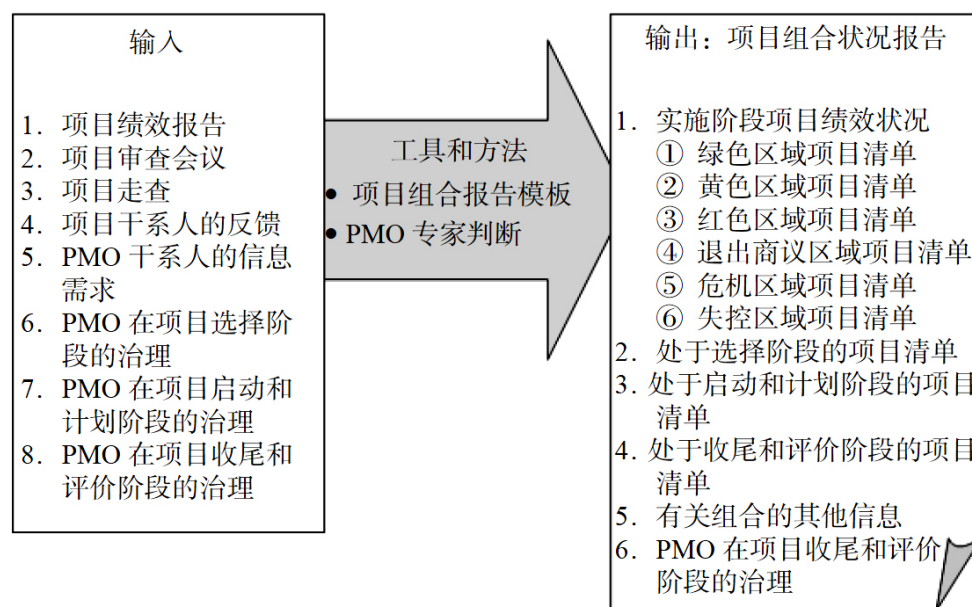 输入
1. 项目绩效报告
2. 项目审查会议
3. 项目走查
4. 项目干系人的反馈
5. PMO 干系人的信息
需求
6. PMO 在项目选择阶
段的治理
7. PMO 在项目启动和
计划阶段的治理
8. PMO 在项目收尾和
评价阶段的治理
工具和方法
● 项目组合报告模板
● PMO 专家判断
输出：项目组合状况报告
1. 实施阶段项目绩效状况
① 绿色区域项目清单
② 黄色区域项目清单
③ 红色区域项目清单
④ 退出商议区域项目清单
⑤ 危机区域项目清单
⑥ 失控区域项目清单
2. 处于选择阶段的项目清单
3. 处于启动和计划阶段的项目
清单
4. 处于收尾和评价阶段的项目
清单
5. 有关组合的其他信息
6. PMO 在项目收尾和评价
阶段的治理